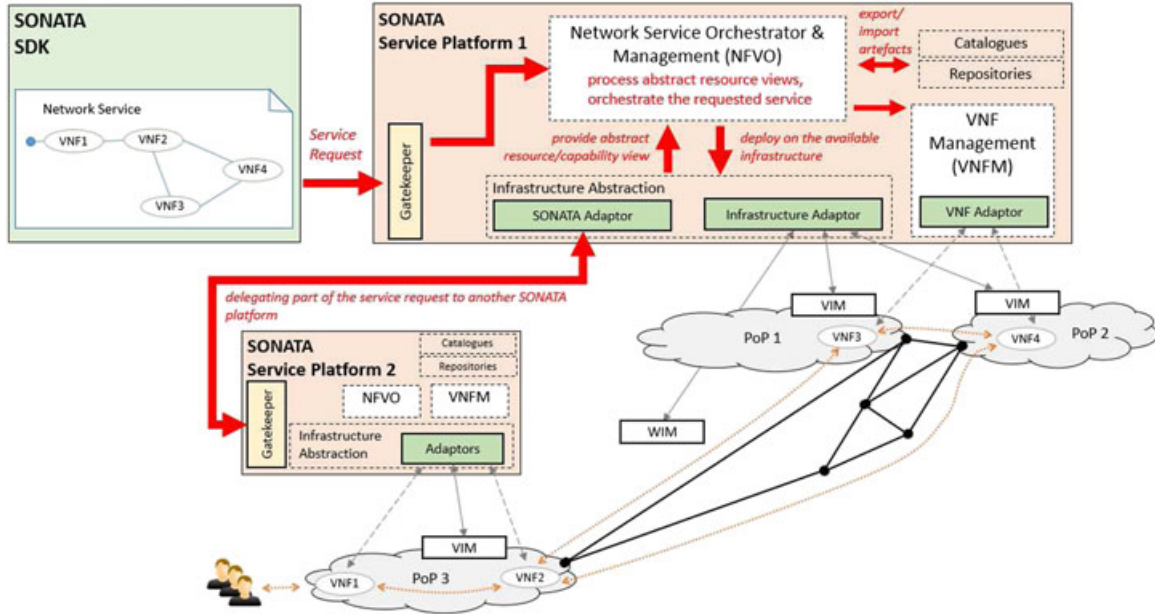 SONATA
SDK
Network Service
VNF1
VNF2
VNF4
VNF3
Service
Request
SONATA
Service Platform 1
Gatekeeper
Network Service Orchestrator &
Management (NFVO)
process abstract resource views,
orchestrate the requested service
export/
import
artefacts
Catalogues
Repositories
VNF
Management
(VNFM)
VNF Adaptor
provide abstract
resource/capability view
deploy on the available
infrastructure
Infrastructure Abstraction
SONATA Adaptor
Infrastructure Adaptor
delegating part of the service request to another SONATA
platform
SONATA
Service Platform 2
Catalogues
Repositories
Gatekeeper
NFVO
VNFM
Infrastructure
Abstraction
Adaptors
VIM
PoP 1
VNF3
VIM
VNF4
PoP 2
WIM
VIM
VNF1
PoP 3
VNF2